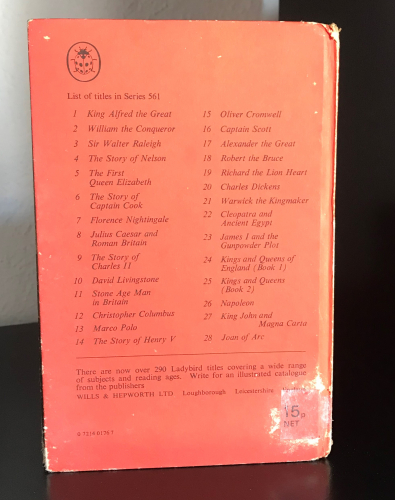 List of titles in Series 561
1 King Alfred the Great
2 William the Conqueror
3 Sir Walter Raleigh
4 The Story of Nelson
5 The First
Queen Elizabeth
6 The Story of
Captain Cook
7 Florence Nightingale
8 Julius Caesar and
Roman Britain
9 The Story of
Charles II
10 David Livingstone
11 Stone Age Man
in Britain
12 Christopher Columbus
13 Marco Polo
14 The Story of Henry V
15 Oliver Cromwell
16 Captain Scott
17 Alexander the Great
18 Robert the Bruce
19 Richard the Lion Heart
20 Charles Dickens
21 Warwick the Kingmaker
22 Cleopatra and
Ancient Egypt
23 James I and the
Gunpowder Plot
24 Kings and Queens of
England (Book 1)
25 Kings and Queens
(Book 2)
26 Napoleon
27 King John and
Magna Carta
28 Joan of Arc
There are now over 290 Ladybird titles covering a wide range
of subjects and reading ages. Write for an illustrated catalogue
from the publishers
WILLS & HEPWORTH LTD Loughborough Leicestershire
15p
NET